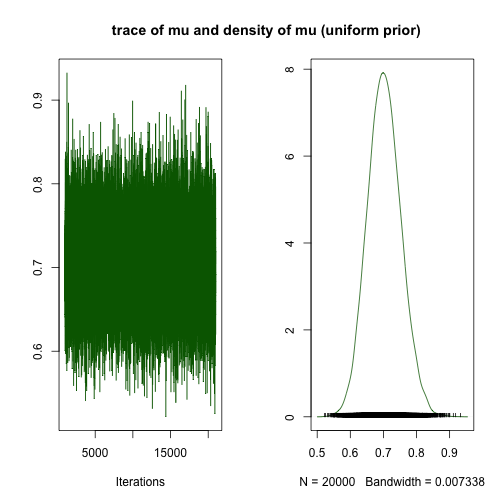 trace of mu and density of mu (uniform prior)
0.9
0.8
0.7
0.6
5000 15000
Iterations
8
6
4
2
0
0.5 0.6 0.7 0.8 0.9
N = 20000 Bandwidth = 0.007338